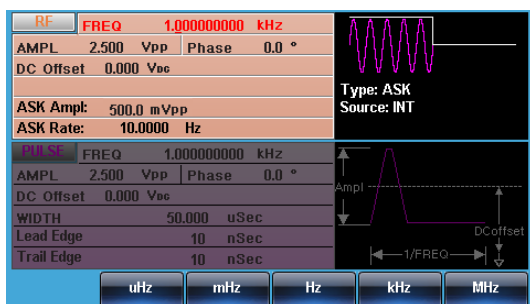 RF FREQ 1.000000000 kHz
AMPL 2.500 Vpp Phase 0.0 °
DC Offset 0.000 VDC
ASK Ampl: 500.0 mVpp
ASK Rate: 10.0000 Hz
Type: ASK
Source: INT
PULSE FREQ 1.000000000 kHz
AMPL 2.500 Vpp Phase 0.0 °
DC Offset 0.000 VDC
WIDTH 50.000 uSec
Lead Edge 10 nSec
Trail Edge 10 nSec
Ampl
DCoffset
1/FREQ
uHz mHz Hz kHz MHz